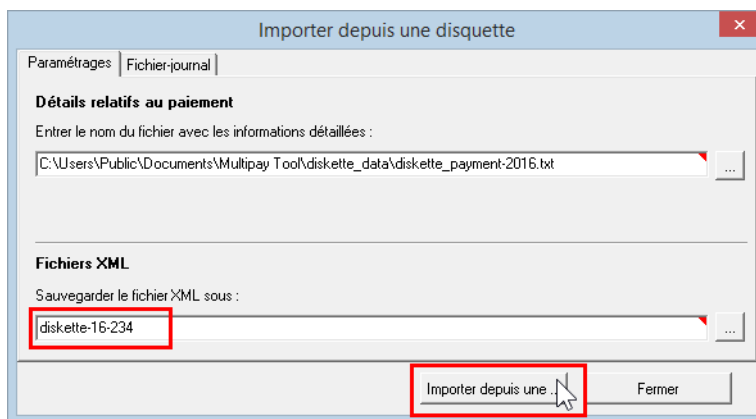 Importer depuis une disquette
Paramétrages
Fichier-journal
Détails relatifs au paiement
Entrer le nom du fichier avec les informations détaillées :
C:\Users\Public\Documents\Multipay Tool\diskette_data\diskette_payment-2016.txt
...
Fichiers XML
Sauvegarder le fichier XML sous :
diskette-16-234
...
Importer depuis une ...
Fermer